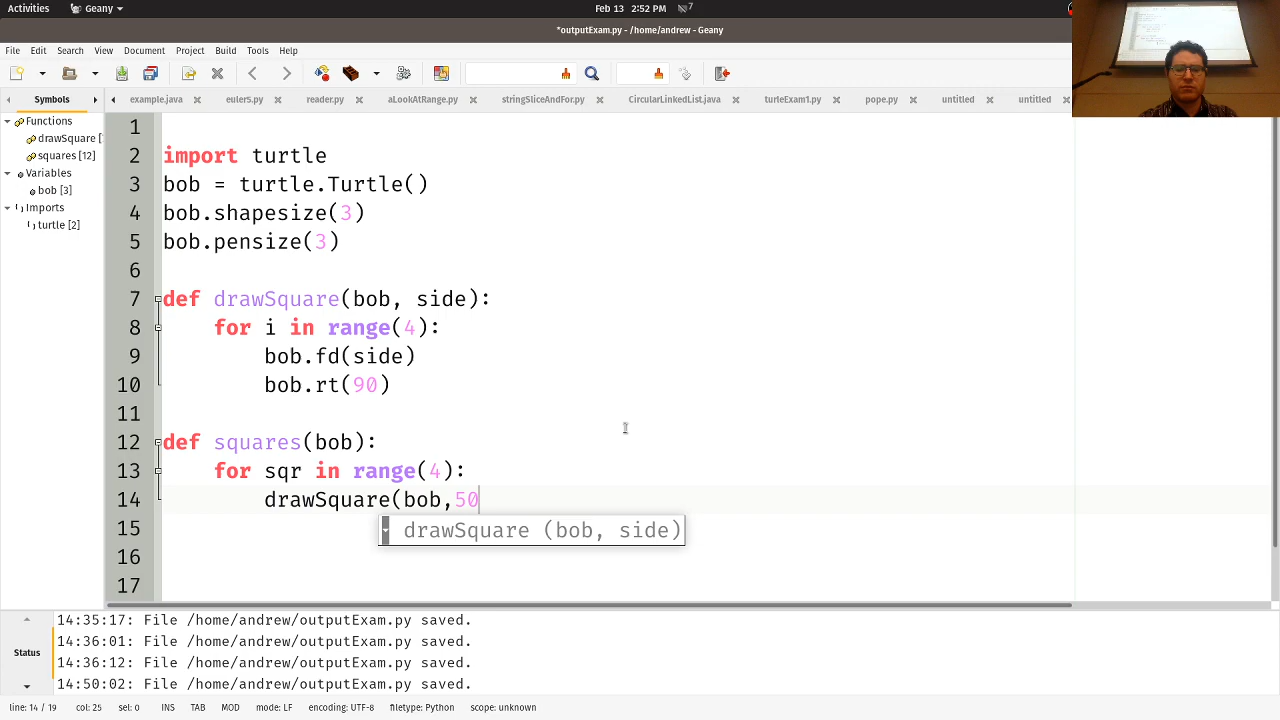 Activities Geany Feb 13 2:52 PM
*outputExam.py - /home/andrew - Geany
File Edit Search View Document Project Build Tools Help
Symbols example.java euler5.py reader.py aLookAtRange.py stringSliceAndFor.py CircularLinkedList.java turtleExam1.py pope.py untitled untitled
Functions
drawSquare [
squares [12]
Variables
bob [3]
Imports
turtle [2]
1
2 import turtle
3 bob = turtle.Turtle()
4 bob.shapesize(3)
5 bob.pensize(3)
6
7 def drawSquare(bob, side):
8 for i in range(4):
9 bob.fd(side)
10 bob.rt(90)
11
12 def squares(bob):
13 for sqr in range(4):
14 drawSquare(bob,50
15 drawSquare (bob, side)
16
17
Status
14:35:17: File /home/andrew/outputExam.py saved.
14:36:01: File /home/andrew/outputExam.py saved.
14:36:12: File /home/andrew/outputExam.py saved.
14:50:02: File /home/andrew/outputExam.py saved.
line: 14 / 19 col: 25 sel: 0 INS TAB MOD mode: LF encoding: UTF-8 filetype: Python scope: unknown